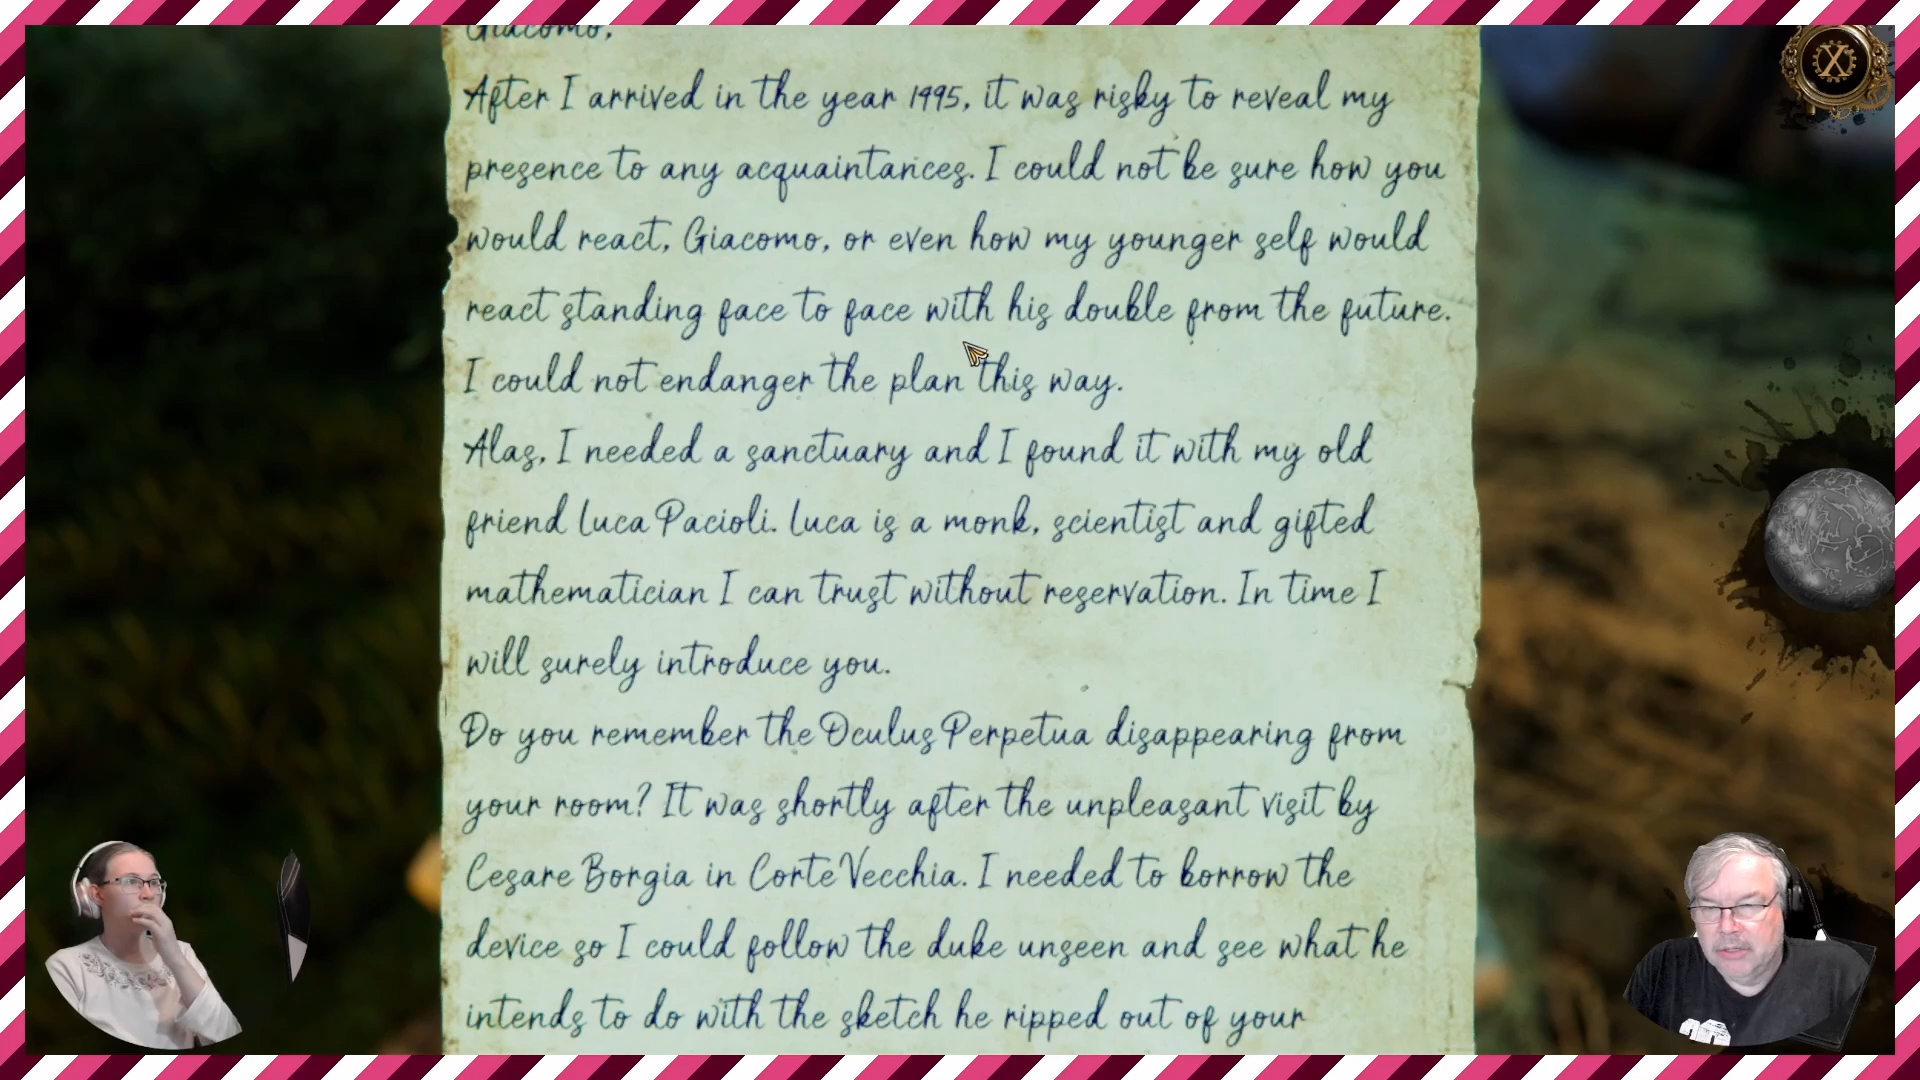 Giacomo,
After I arrived in the year 1495, it was risky to reveal my
presence to any acquaintances. I could not be sure how you
would react, Giacomo, or even how my younger self would
react standing face to face with his double from the future.
I could not endanger the plan this way.
Alas, I needed a sanctuary and I found it with my old
friend Luca Pacioli. Luca is a monk, scientist and gifted
mathematician I can trust without reservation. In time I
will surely introduce you.
Do you remember the Oculus Perpetua disappearing from
your room? It was shortly after the unpleasant visit by
Cesare Borgia in Corte Vecchia. I needed to borrow the
device so I could follow the duke unseen and see what he
intends to do with the sketch he ripped out of your